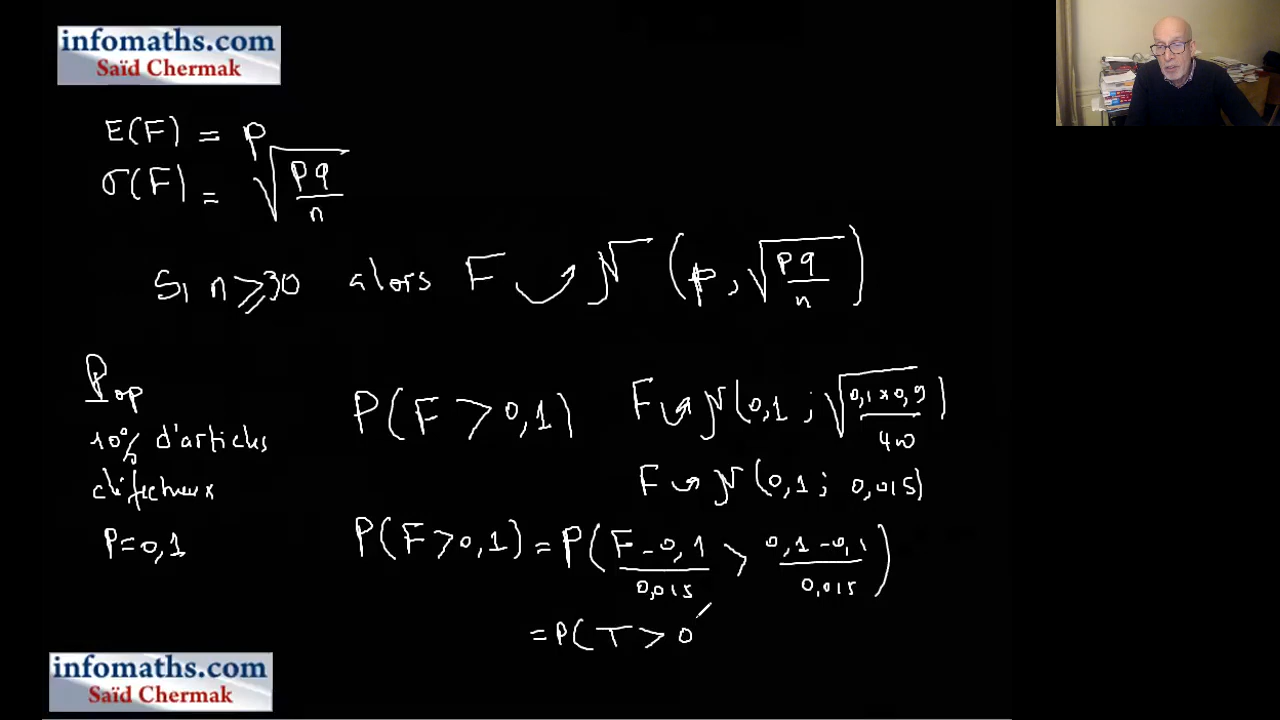 infomaths.com
Saïd Chermak
E(F) = p
σ(F) = √(pq/n)
Si n ⩾ 30 alors F ↝ N (p, √(pq/n))
Pop
10% d'articles
défectueux
P=0,1
P(F > 0,1)
F ↝ N(0,1 ; √(0,1×0,9/400))
F ↝ N(0,1 ; 0,015)
P(F>0,1) = P(F-0,1/0,015 > 0,1-0,1/0,015)
= P(T > 0
infomaths.com
Saïd Chermak